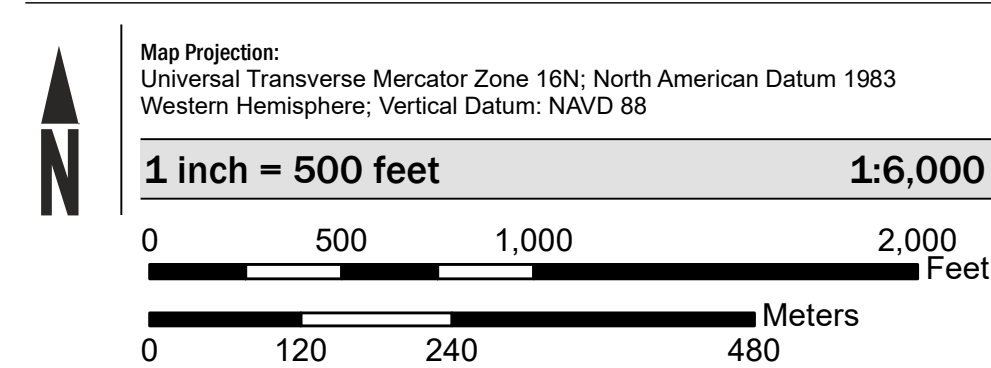 N
Map Projection:
Universal Transverse Mercator Zone 16N; North American Datum 1983
Western Hemisphere; Vertical Datum: NAVD 88
1 inch = 500 feet 1:6,000
0 500 1,000 2,000
Feet
Meters
0 120 240 480